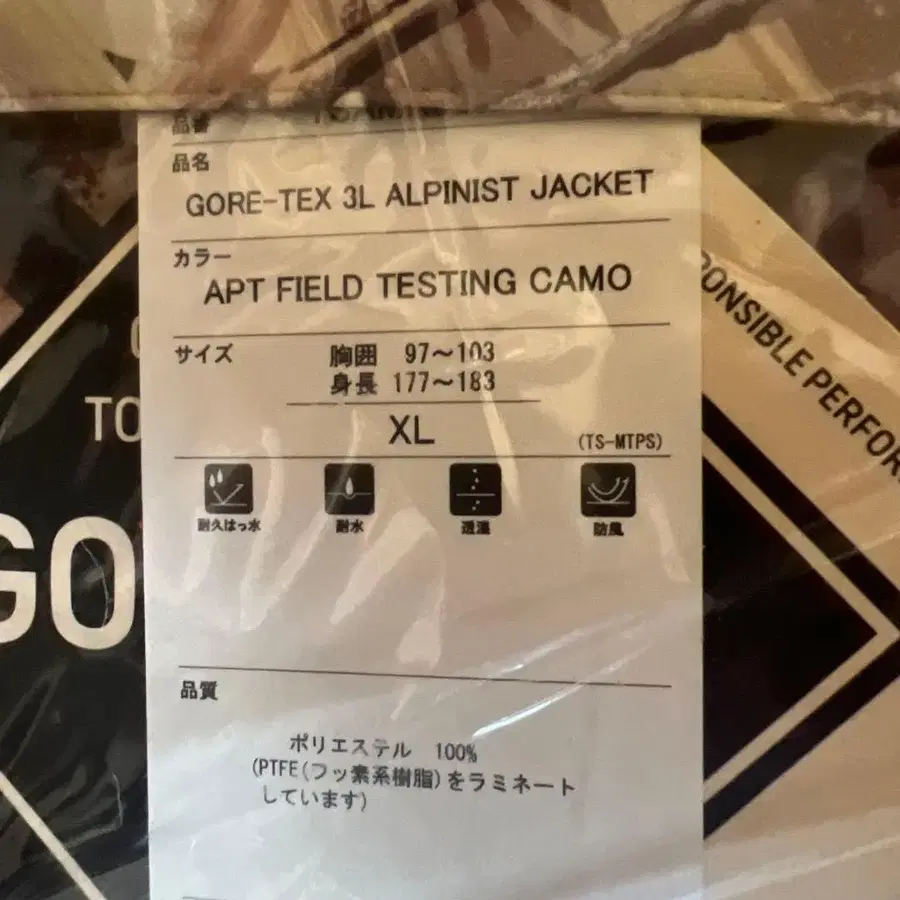 品番
品名
GORE-TEX 3L ALPINIST JACKET
カラー
APT FIELD TESTING CAMO
サイズ
胸囲 97～103
身長 177～183
XL
(TS-MTPS)
耐久はっ水
耐水
透湿
防風
品質
ポリエステル 100%
(PTFE(フッ素系樹脂)をラミネート
しています)
TO
GO
ONSIBLE PERFOR